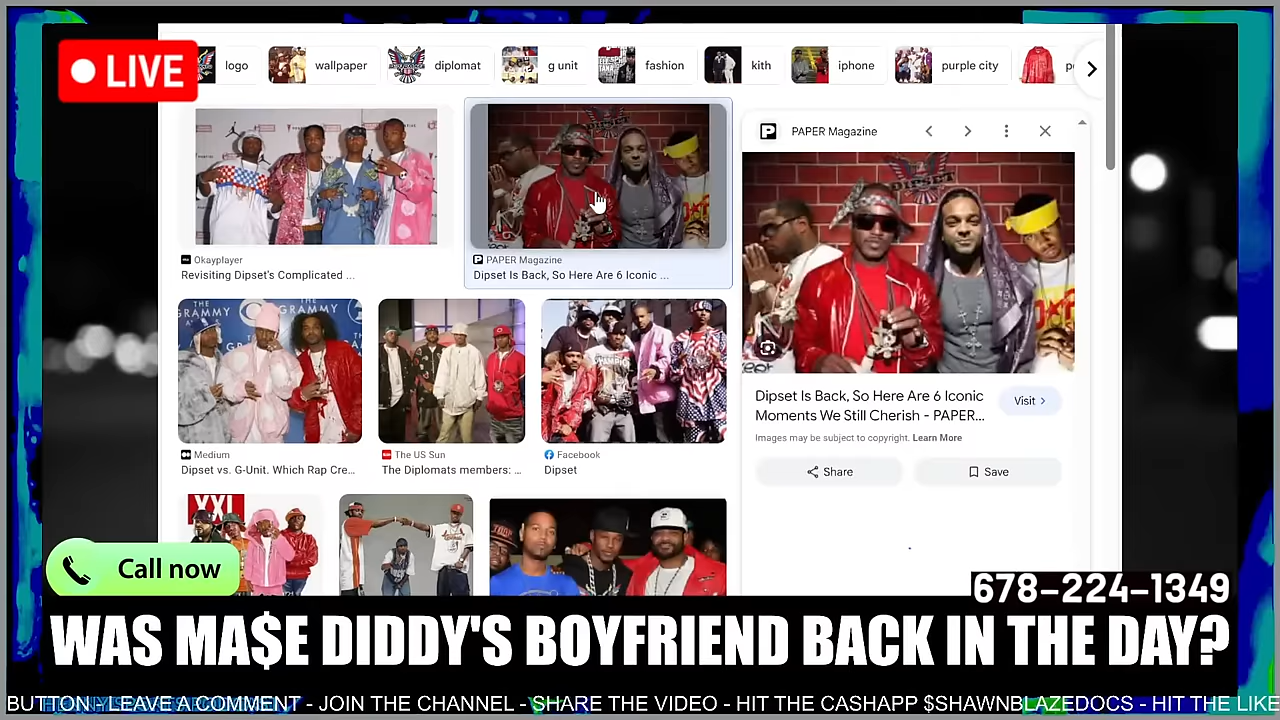 LIVE
logo
wallpaper
diplomat
g unit
fashion
kith
iphone
purple city
PAPER Magazine
DIPSET
Okayplayer
Revisiting Dipset's Complicated ...
PAPER Magazine
Dipset Is Back, So Here Are 6 Iconic ...
THE GRAMMY
THE GRAMMY
Dipset Is Back, So Here Are 6 Iconic
Moments We Still Cherish - PAPER...
Visit
Images may be subject to copyright. Learn More
Share
Save
Medium
Dipset vs. G-Unit. Which Rap Cre...
The US Sun
The Diplomats members: ...
Facebook
Dipset
XXL
Call now
678-224-1349
WAS MA$E DIDDY'S BOYFRIEND BACK IN THE DAY?
BUTTON - LEAVE A COMMENT - JOIN THE CHANNEL - SHARE THE VIDEO - HIT THE CASHAPP $SHAWNBLAZEDOCS - HIT THE LIKE